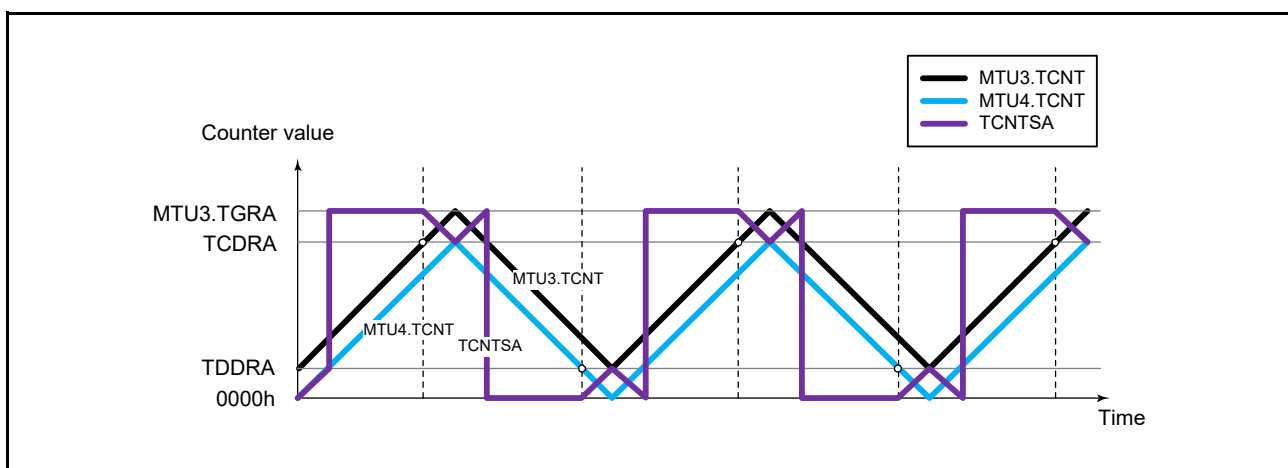 MTU3.TCNT
MTU4.TCNT
TCNTSA
Counter value
MTU3.TGRA
TCDRA
MTU3.TCNT
MTU4.TCNT
TCNTSA
TDDRA
0000h
Time